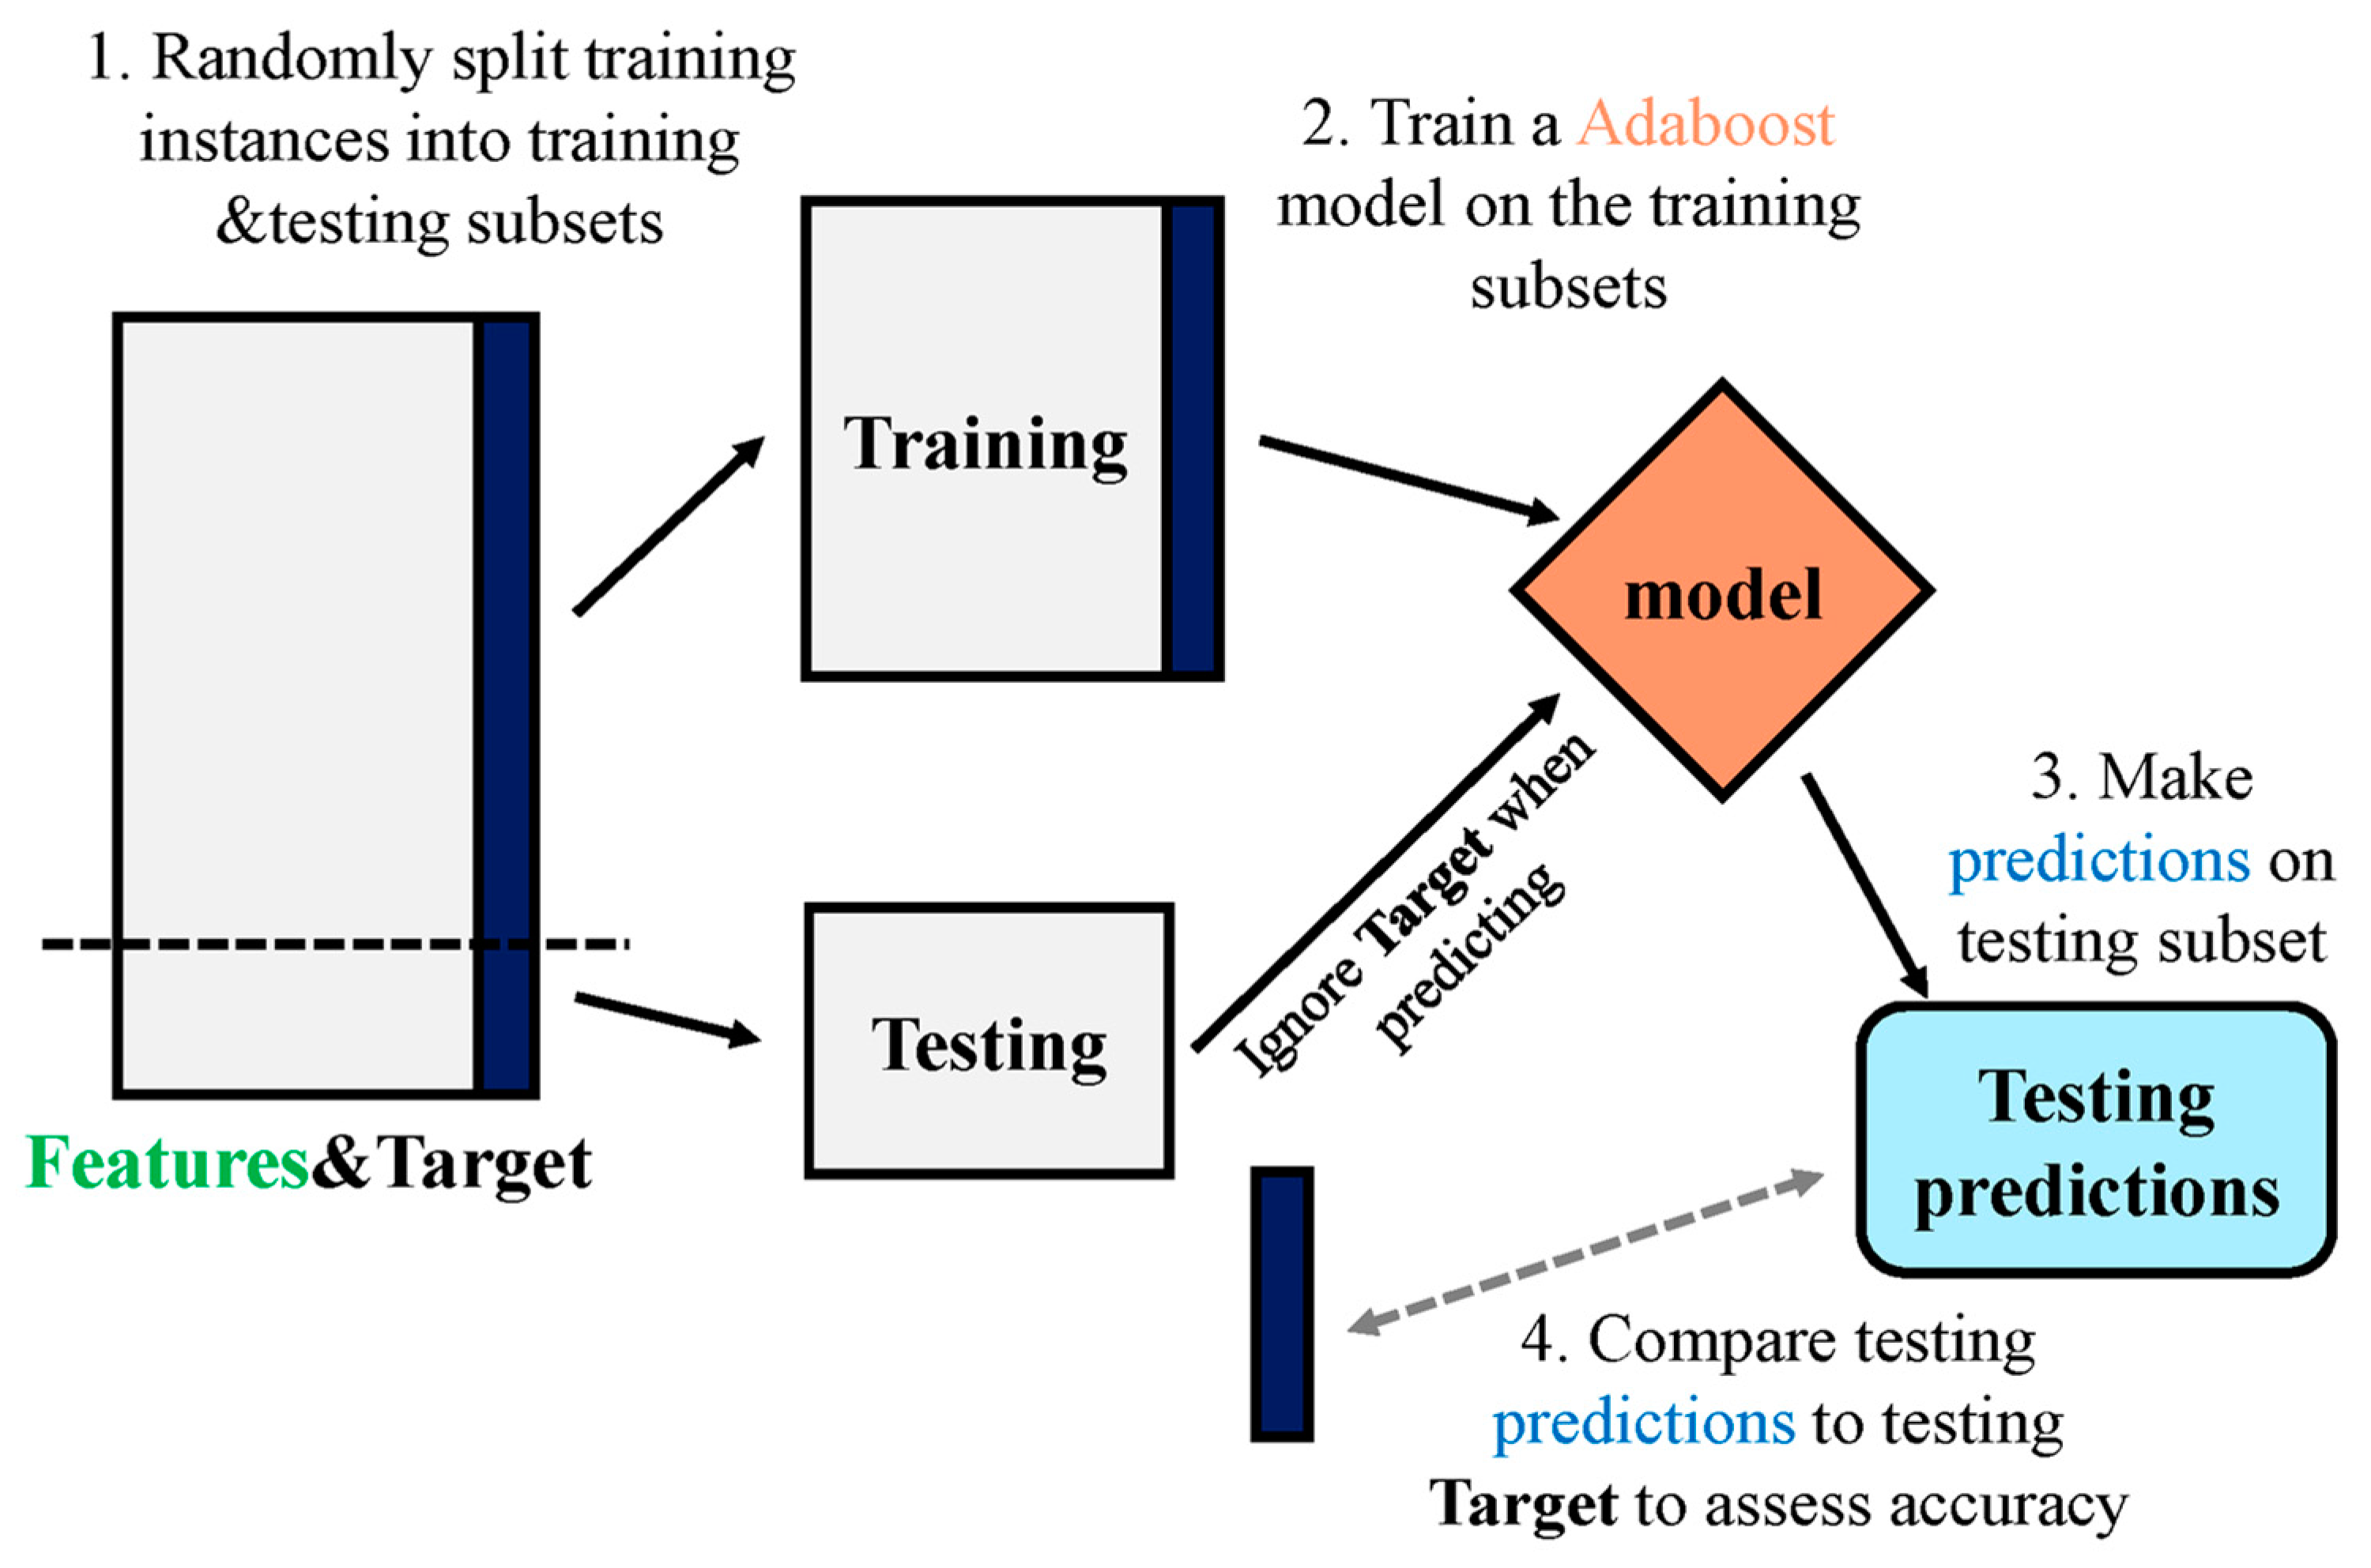 1. Randomly split training
instances into training
&testing subsets
2. Train a Adaboost
model on the training
subsets
Training
model
Ignore Target when
predicting
3. Make
predictions on
testing subset
Testing
Features&Target
Testing
predictions
4. Compare testing
predictions to testing
Target to assess accuracy